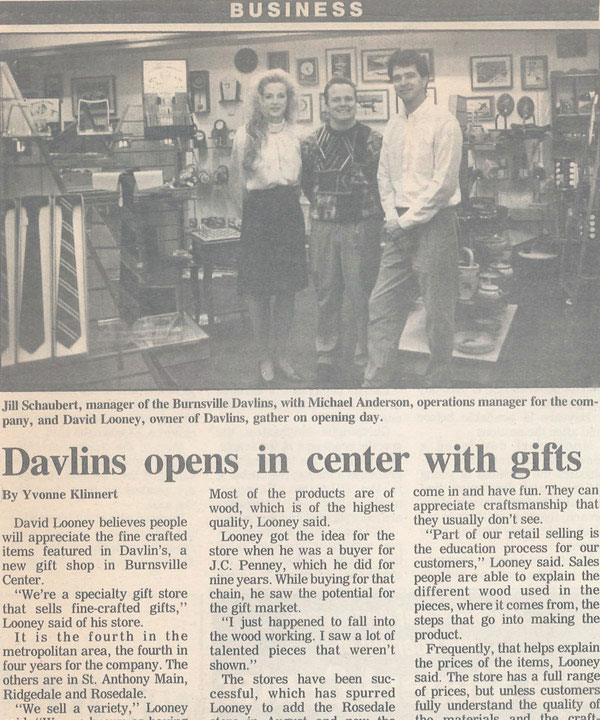 BUSINESS
Jill Schaubert, manager of the Burnsville Davlins, with Michael Anderson, operations manager for the com-
pany, and David Looney, owner of Davlins, gather on opening day.
Davlins opens in center with gifts
By Yvonne Klinnert
David Looney believes people
will appreciate the fine crafted
items featured in Davlin's, a
new gift shop in Burnsville
Center.
"We're a specialty gift store
that sells fine-crafted gifts,"
Looney said of his store.
It is the fourth in the
metropolitan area, the fourth in
four years for the company. The
others are in St. Anthony Main,
Ridgedale and Rosedale.
"We sell a variety," Looney
Most of the products are of
wood, which is of the highest
quality, Looney said.
Looney got the idea for the
store when he was a buyer for
J.C. Penney, which he did for
nine years. While buying for that
chain, he saw the potential for
the gift market.
"I just happened to fall into
the wood working. I saw a lot of
talented pieces that weren't
shown."
The stores have been suc-
cessful, which has spurred
Looney to add the Rosedale
come in and have fun. They can
appreciate craftsmanship that
they usually don't see.
"Part of our retail selling is
the education process for our
customers," Looney said. Sales
people are able to explain the
different wood used in the
pieces, where it comes from, the
steps that go into making the
product.
Frequently, that helps explain
the prices of the items, Looney
said. The store has a full range
of prices, but unless customers
fully understand the quality of
the materials and the craft